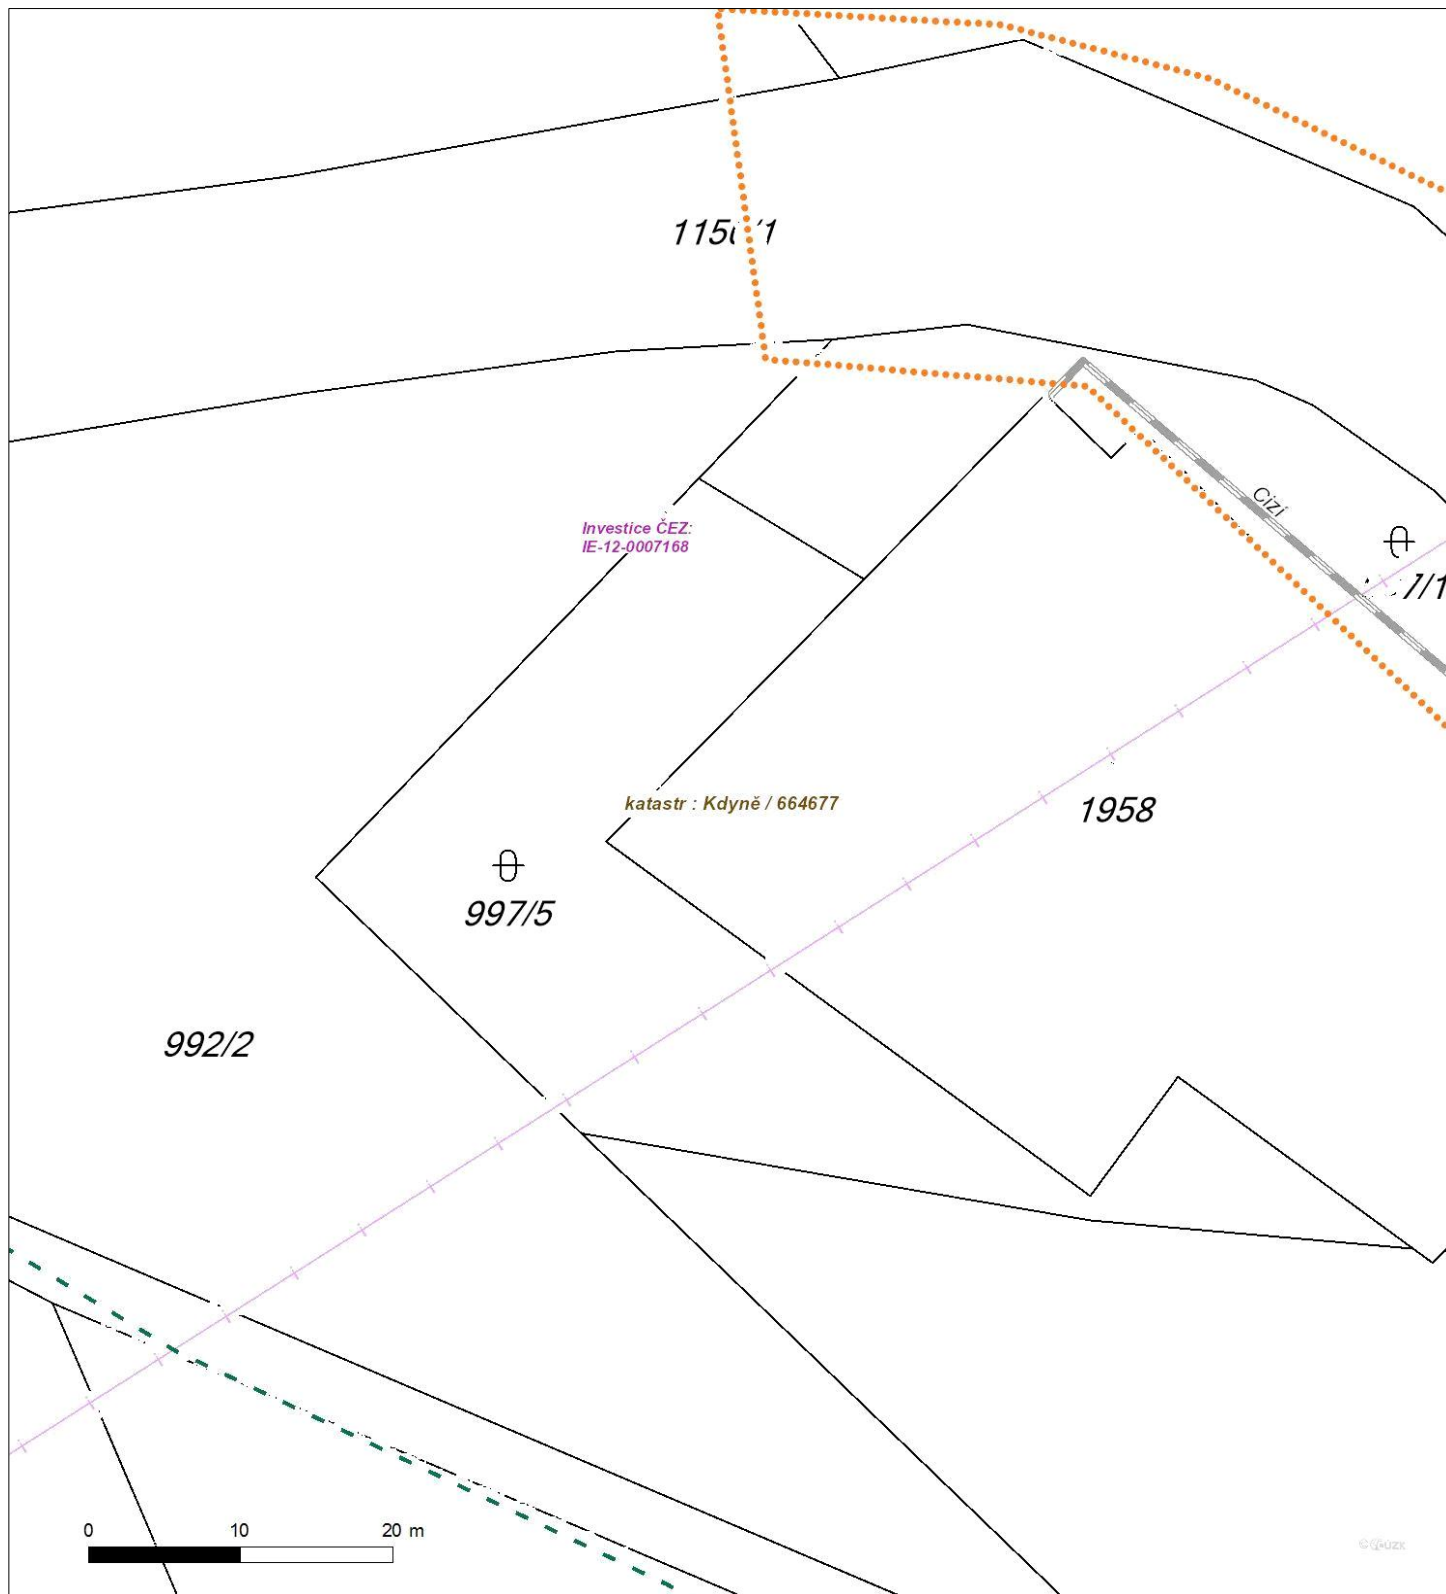 Cizí
Investice ČEZ:
IE-12-0007168
katastr : Kdyně / 664677
1958
997/5
992/2
0 10 20 m